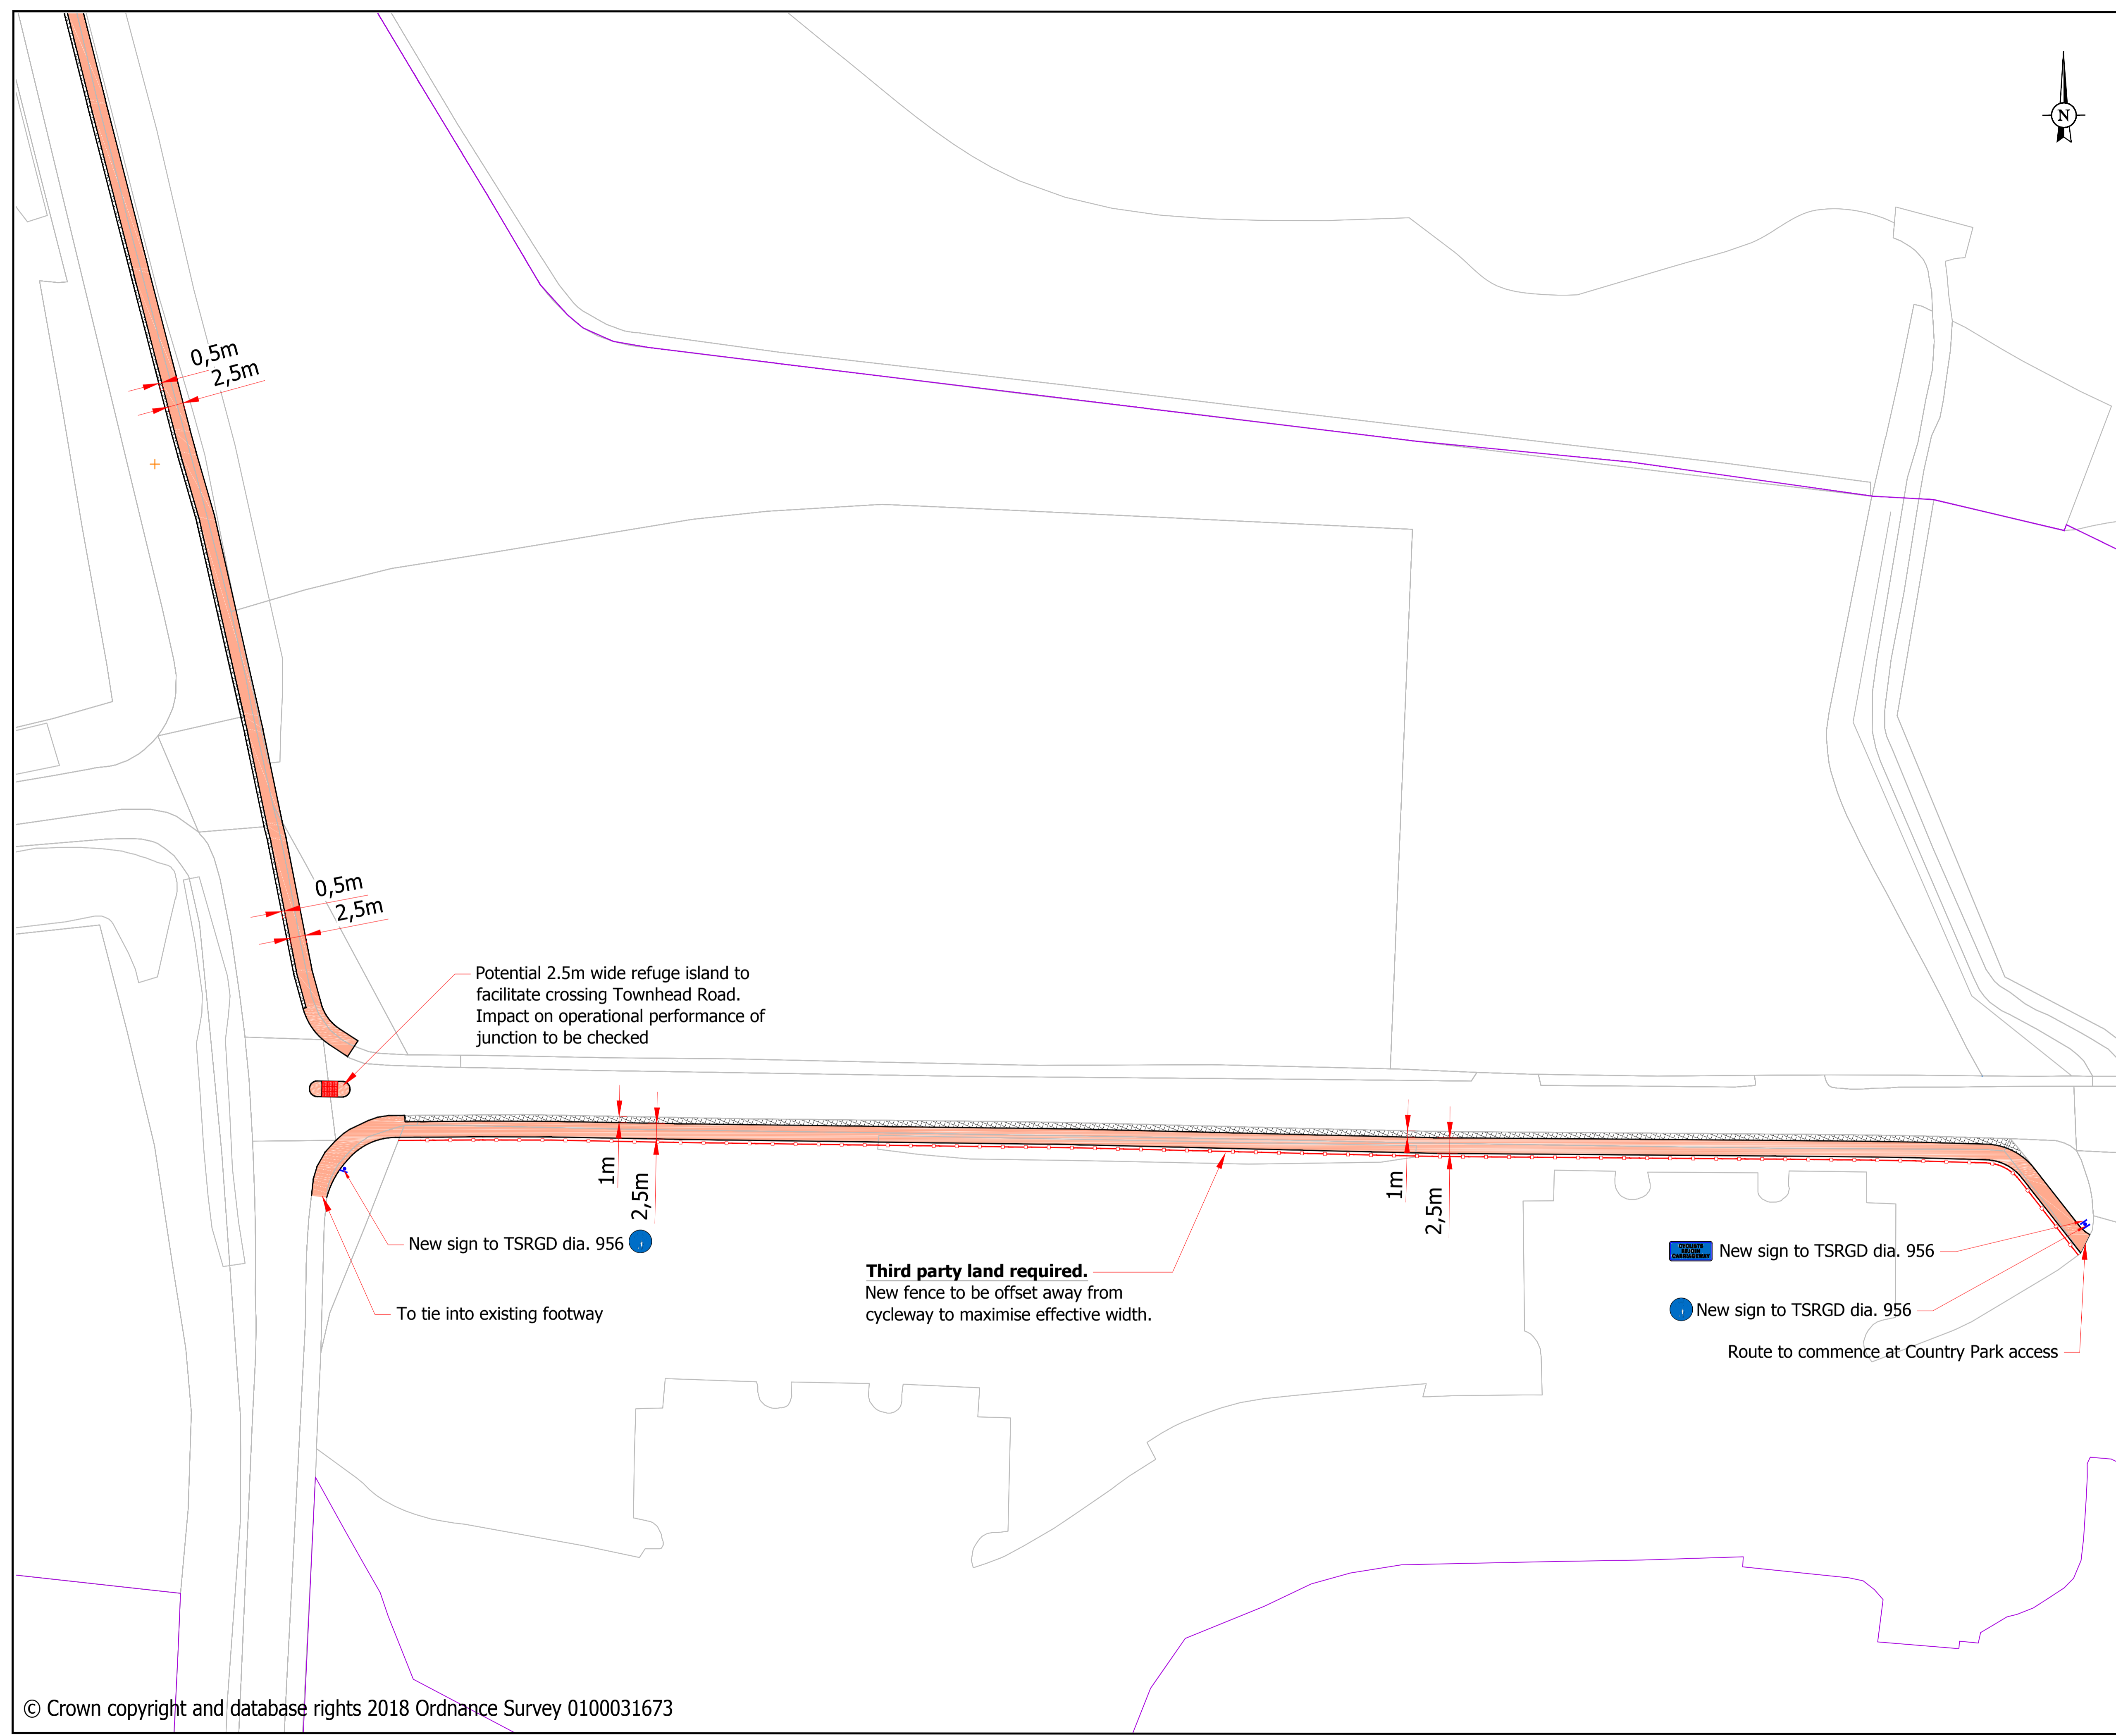 N
0,5m
2,5m
0,5m
2,5m
Potential 2.5m wide refuge island to
facilitate crossing Townhead Road.
Impact on operational performance of
junction to be checked
1m
2,5m
1m
2,5m
New sign to TSRGD dia. 956
To tie into existing footway
Third party land required.
New fence to be offset away from
cycleway to maximise effective width.
CYCLISTS
REJOIN
CARRIAGEWAY
New sign to TSRGD dia. 956
New sign to TSRGD dia. 956
Route to commence at Country Park access
© Crown copyright and database rights 2018 Ordnance Survey 0100031673